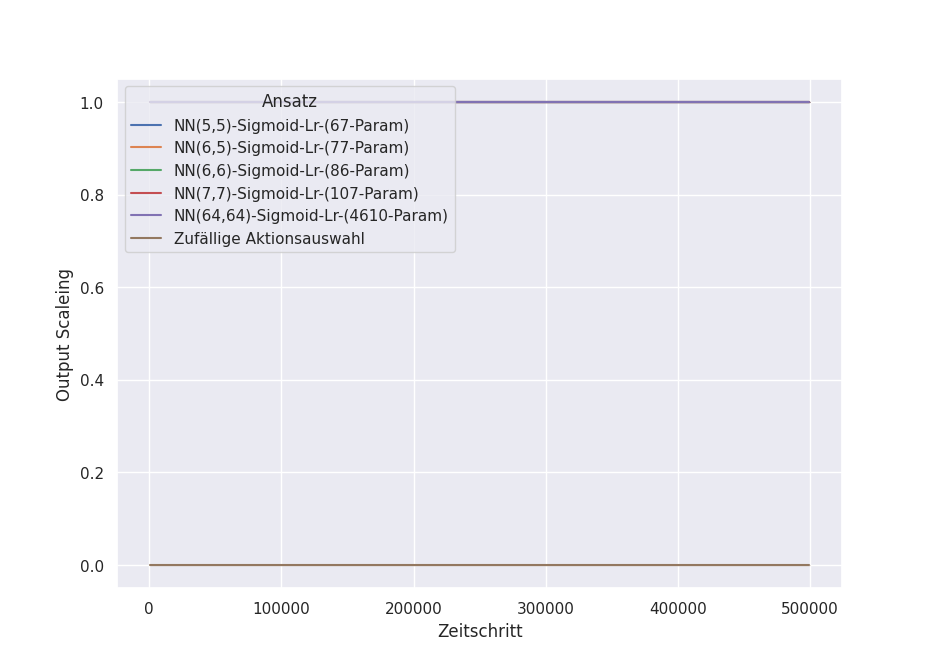 Ansatz
NN(5,5)-Sigmoid-Lr-(67-Param)
NN(6,5)-Sigmoid-Lr-(77-Param)
NN(6,6)-Sigmoid-Lr-(86-Param)
NN(7,7)-Sigmoid-Lr-(107-Param)
NN(64,64)-Sigmoid-Lr-(4610-Param)
Zufällige Aktionsauswahl
Output Scaleing
1.0
0.8
0.6
0.4
0.2
0.0
0 100000 200000 300000 400000 500000
Zeitschritt